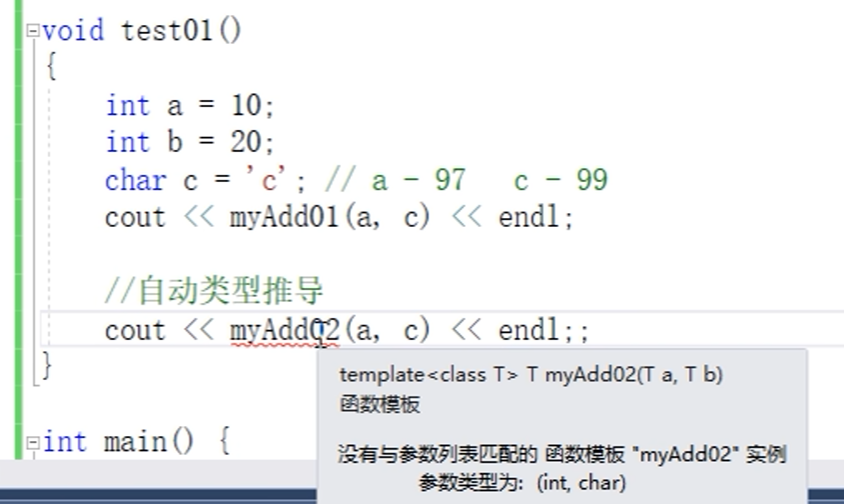 void test01()
{
int a = 10;
int b = 20;
char c = 'c'; // a - 97 c - 99
cout << myAdd01(a, c) << endl;
//自动类型推导
cout << myAdd02(a, c) << endl;;
}
template<class T> T myAdd02(T a, T b)
函数模板
没有与参数列表匹配的 函数模板 "myAdd02" 实例
参数类型为: (int, char)
int main() {